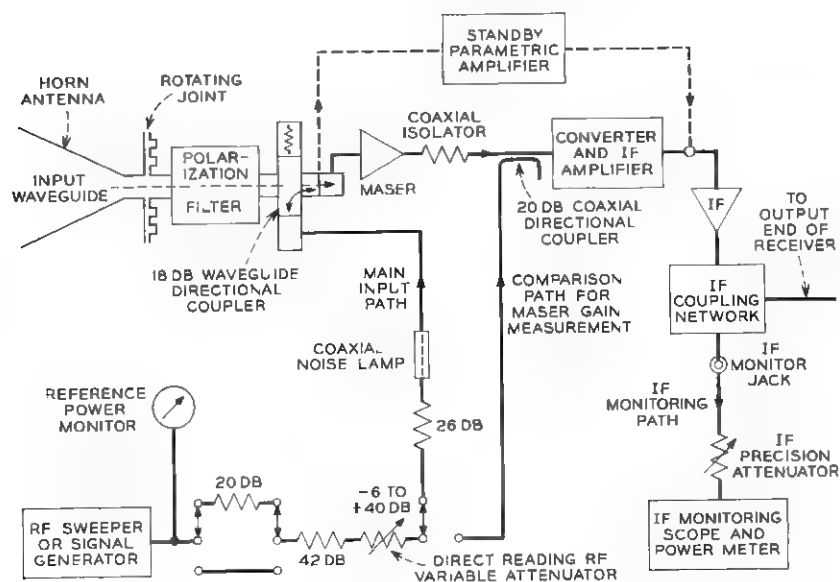 STANDBY
PARAMETRIC
AMPLIFIER
HORN
ANTENNA
ROTATING
JOINT
COAXIAL
ISOLATOR
CONVERTER
AND IF
AMPLIFIER
POLAR-
IZATION
FILTER
INPUT
WAVEGUIDE
MASER
20 DB COAXIAL
DIRECTIONAL
COUPLER
IF
TO
OUTPUT
END OF
RECEIVER
18 DB WAVEGUIDE
DIRECTIONAL
COUPLER
MAIN
INPUT
PATH
COMPARISON
PATH FOR
MASER GAIN
MEASUREMENT
IF
COUPLING
NETWORK
COAXIAL
NOISE LAMP
IF
MONITOR
JACK
REFERENCE
POWER
MONITOR
IF
MONITORING
PATH
26 DB
IF
PRECISION
ATTENUATOR
20 DB
-6 TO
+40 DB
RF SWEEPER
OR SIGNAL
GENERATOR
42 DB
DIRECT READING RF
VARIABLE ATTENUATOR
IF MONITORING
SCOPE AND
POWER METER